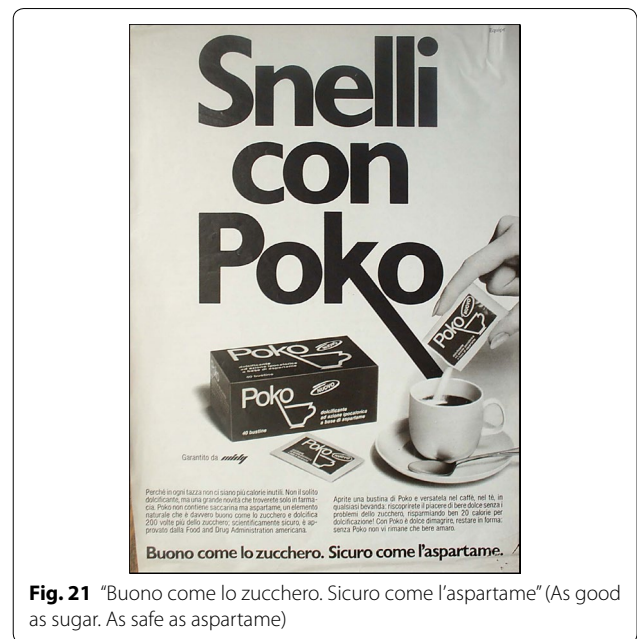 Snelli
con
Poko
Poko
NUOVO
40 bustine
Poko
NUOVO
dolcificante
ad azione ipocalorica
a base di aspartame
40 bustine
Poko
NUOVO
Garantito da
Perché in ogni tazza non ci siano più calorie inutili. Non il solito
dolcificante, ma una grande novità che troverete solo in farma-
cia. Poko non contiene saccarina ma aspartame, un elemento
naturale che è davvero buono come lo zucchero e dolcifica
200 volte più dello zucchero; scientificamente sicuro, è ap-
provato dalla Food and Drug Administration americana.
Aprite una bustina di Poko e versatela nel caffè, nel tè, in
qualsiasi bevanda: riscoprirete il piacere di bere dolce senza i
problemi dello zucchero, risparmiando ben 20 calorie per
dolcificazione! Con Poko è dolce dimagrire, restare in forma:
senza Poko non vi rimane che bere amaro.
Buono come lo zucchero. Sicuro come l'aspartame.
Fig. 21 "Buono come lo zucchero. Sicuro come l'aspartame" (As good
as sugar. As safe as aspartame)